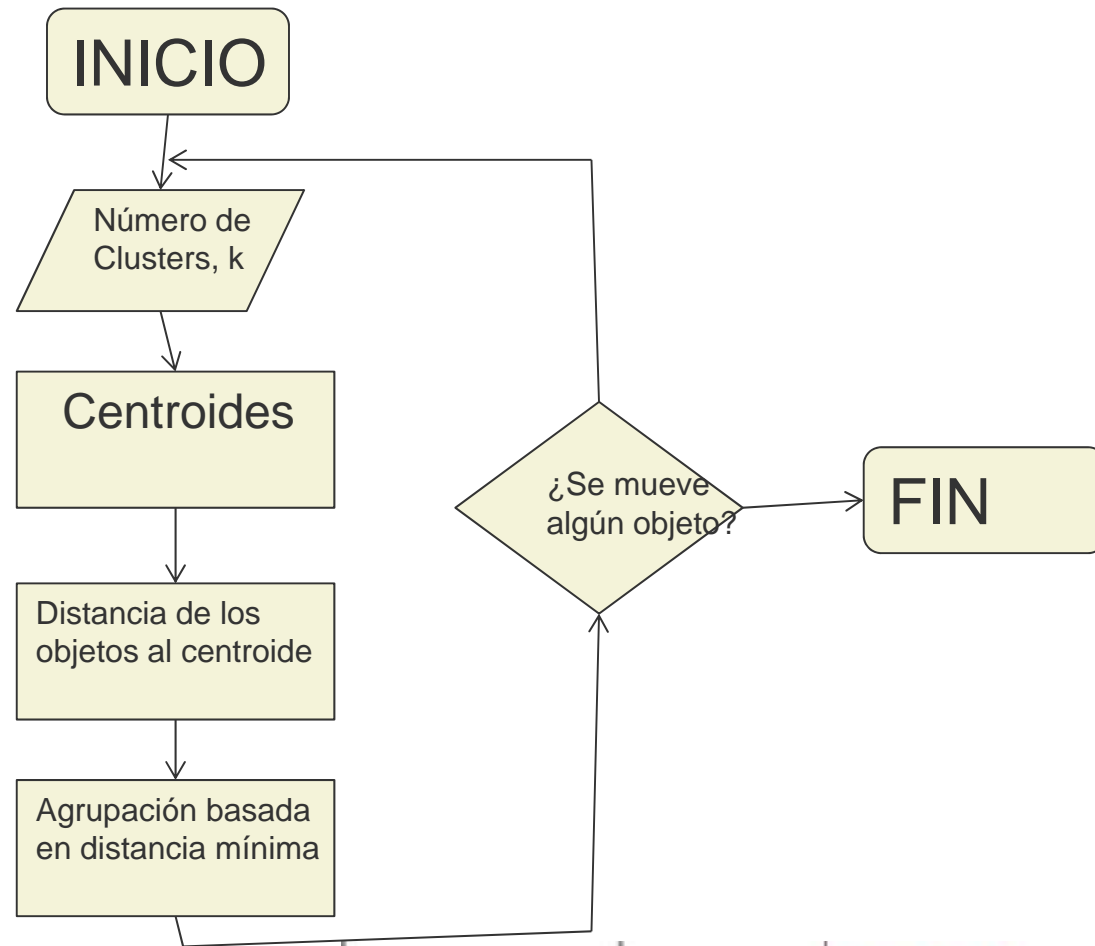 INICIO
Número de
Clusters, k
Centroides
Distancia de los
objetos al centroide
Agrupación basada
en distancia mínima
¿Se mueve
algún objeto?
FIN